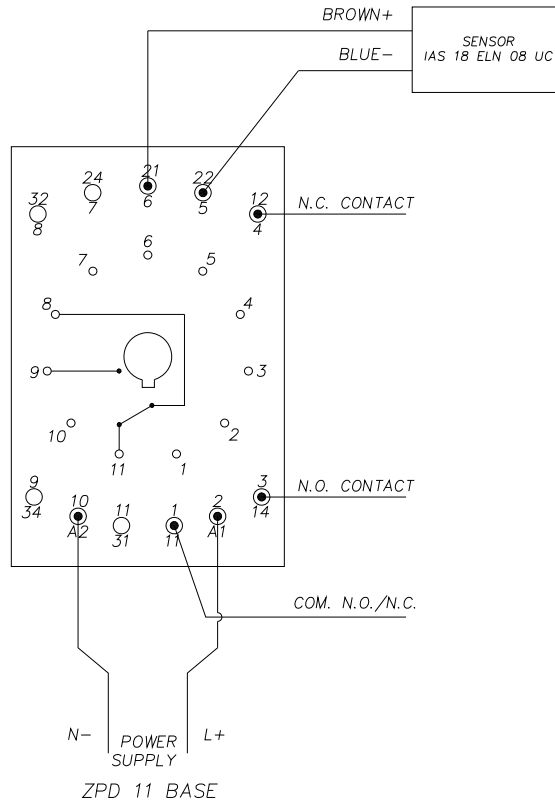 BROWN+
SENSOR
IAS 18 ELN 08 UC
BLUE-
21
6
22
5
24
7
32
8
12
4
N.C. CONTACT
6
7
5
8
4
9
3
10
2
11
1
9
34
10
A2
11
31
1
11
2
A1
3
14
N.O. CONTACT
COM. N.O./N.C.
N-
L+
POWER
SUPPLY
ZPD 11 BASE